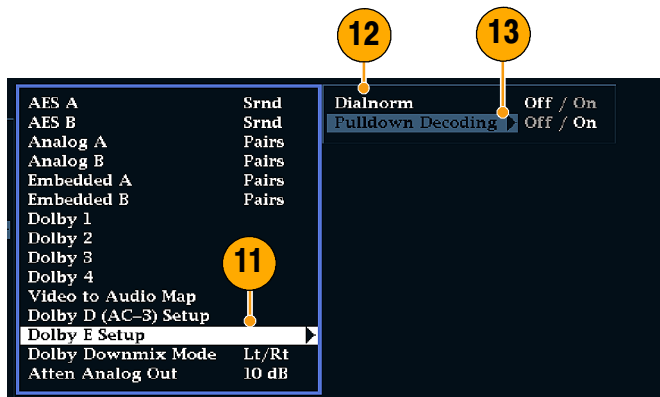 12
13
AES A Srnd
AES B Srnd
Analog A Pairs
Analog B Pairs
Embedded A Pairs
Embedded B Pairs
Dolby 1
Dolby 2
Dolby 3
Dolby 4
Video to Audio Map
Dolby D (AC–3) Setup
Dolby E Setup
Dolby Downmix Mode Lt/Rt
Atten Analog Out 10 dB
11
Dialnorm Off / On
Pulldown Decoding Off / On